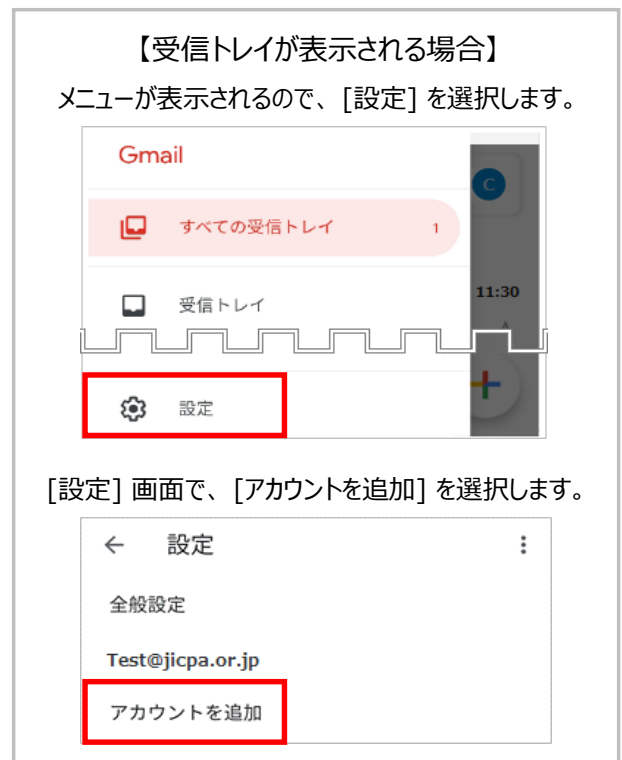 【受信トレイが表示される場合】
メニューが表示されるので、[設定] を選択します。
Gmail
C
すべての受信トレイ 1
11:30
受信トレイ
設定
[設定] 画面で、[アカウントを追加] を選択します。
設定
全般設定
Test@jicpa.or.jp
アカウントを追加